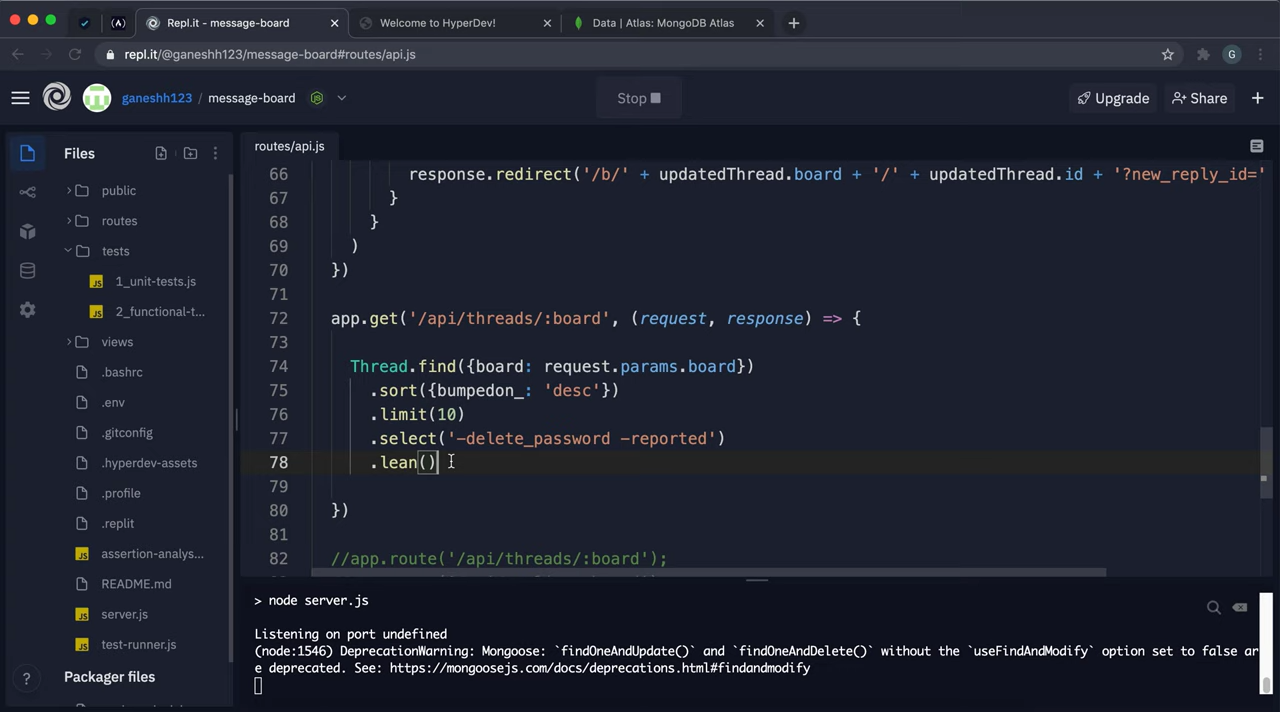 Repl.it - message-board
Welcome to HyperDev!
Data | Atlas: MongoDB Atlas
repl.it/@ganeshh123/message-board#routes/api.js
G
ganeshh123 / message-board
Stop
Upgrade
Share
Files
routes/api.js
public
routes
tests
JS 1_unit-tests.js
JS 2_functional-t...
views
.bashrc
.env
.gitconfig
.hyperdev-assets
.profile
.replit
JS assertion-analys...
README.md
JS server.js
JS test-runner.js
? Packager files
66 response.redirect('/b/' + updatedThread.board + '/' + updatedThread.id + '?new_reply_id='
67 }
68 }
69 )
70 })
71
72 app.get('/api/threads/:board', (request, response) => {
73
74 Thread.find({board: request.params.board})
75 .sort({bumpedon_: 'desc'})
76 .limit(10)
77 .select('-delete_password -reported')
78 .lean()
79
80 })
81
82 //app.route('/api/threads/:board');
> node server.js
Listening on port undefined
(node:1546) DeprecationWarning: Mongoose: `findOneAndUpdate()` and `findOneAndDelete()` without the `useFindAndModify` option set to false ar
e deprecated. See: https://mongoosejs.com/docs/deprecations.html#findandmodify